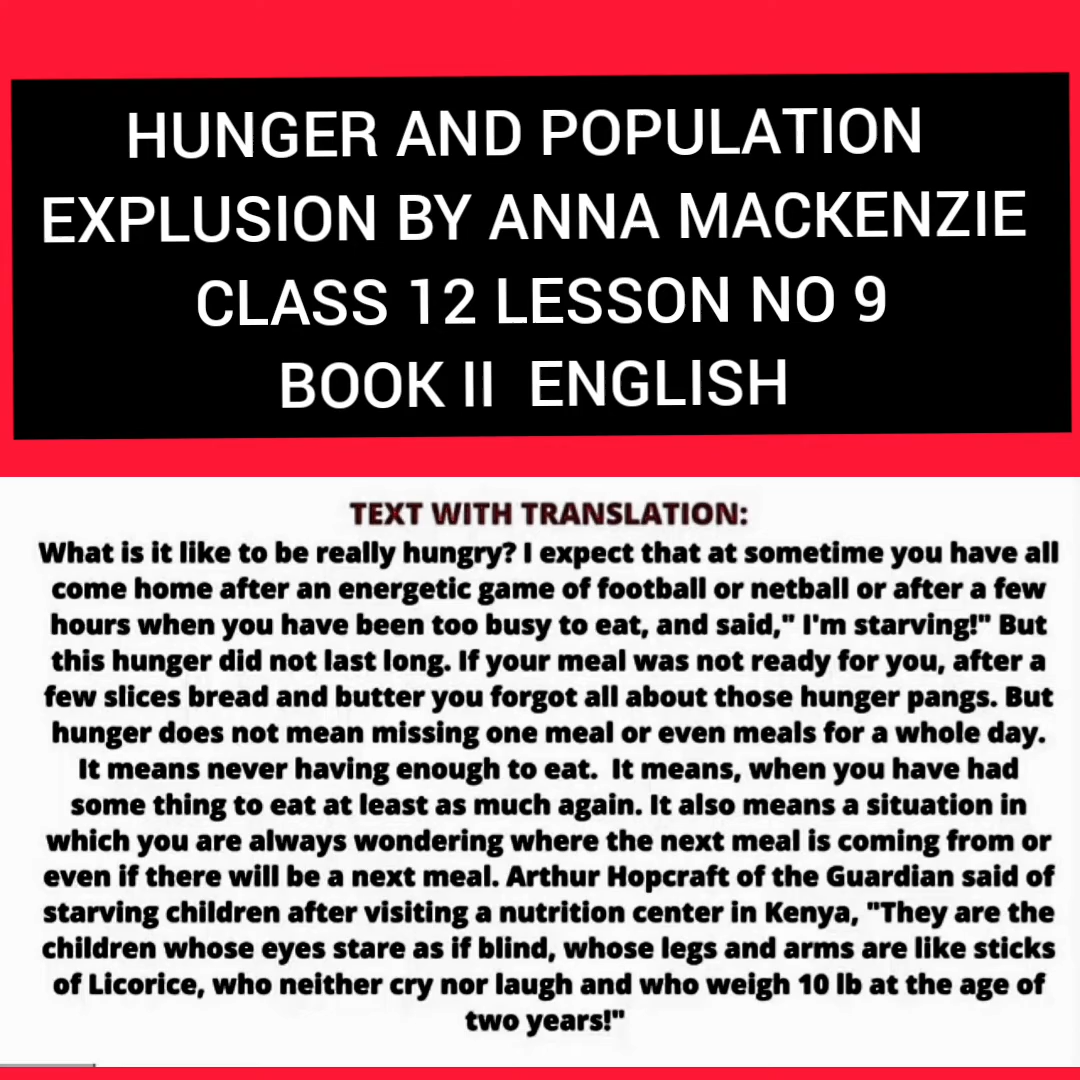 HUNGER AND POPULATION
EXPLUSION BY ANNA MACKENZIE
CLASS 12 LESSON NO 9
BOOK II ENGLISH
TEXT WITH TRANSLATION:
What is it like to be really hungry? I expect that at sometime you have all
come home after an energetic game of football or netball or after a few
hours when you have been too busy to eat, and said," I'm starving!" But
this hunger did not last long. If your meal was not ready for you, after a
few slices bread and butter you forgot all about those hunger pangs. But
hunger does not mean missing one meal or even meals for a whole day.
It means never having enough to eat. It means, when you have had
some thing to eat at least as much again. It also means a situation in
which you are always wondering where the next meal is coming from or
even if there will be a next meal. Arthur Hopcraft of the Guardian said of
starving children after visiting a nutrition center in Kenya, "They are the
children whose eyes stare as if blind, whose legs and arms are like sticks
of Licorice, who neither cry nor laugh and who weigh 10 lb at the age of
two years!"